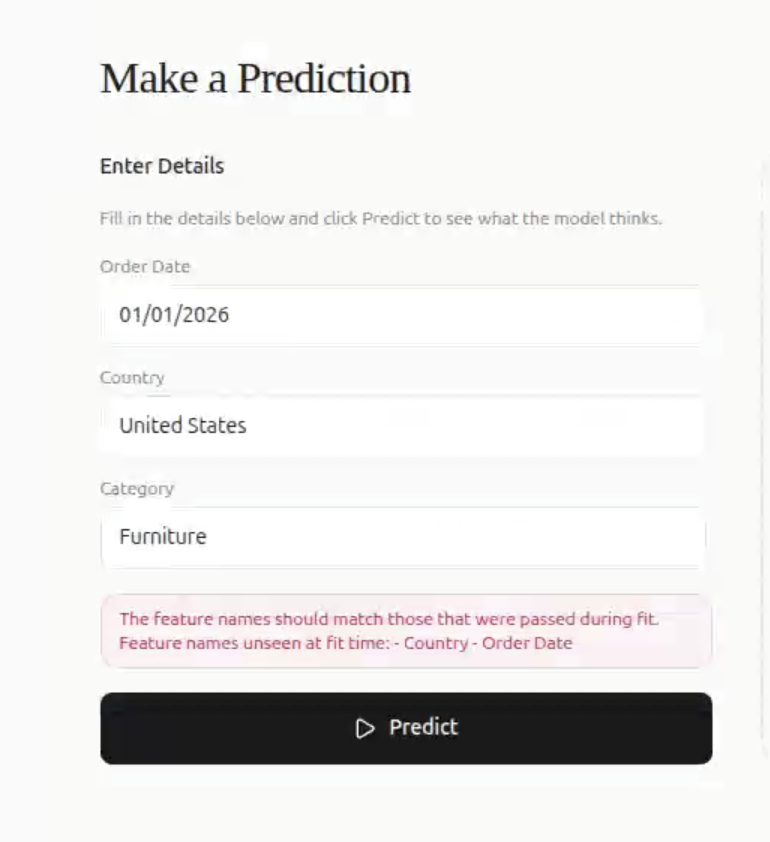 Make a Prediction
Enter Details
Fill in the details below and click Predict to see what the model thinks.
Order Date
01/01/2026
Country
United States
Category
Furniture
The feature names should match those that were passed during fit.
Feature names unseen at fit time: - Country - Order Date
Predict